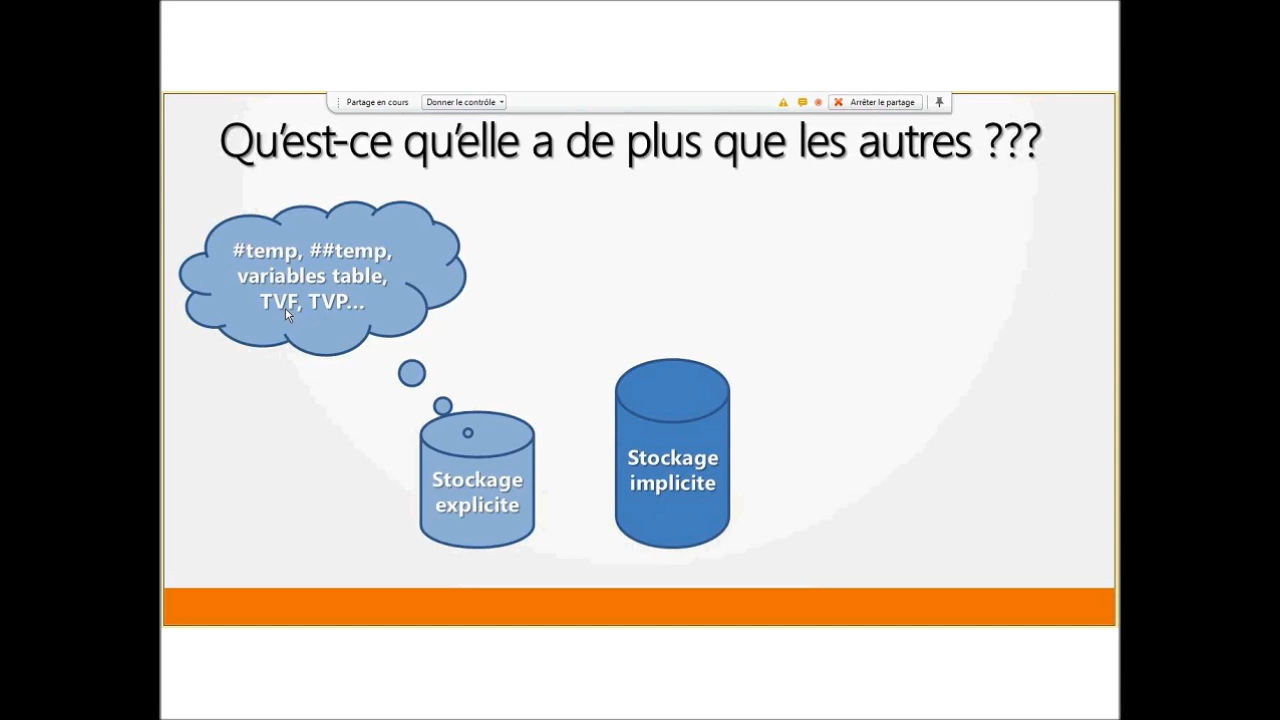 Partage en cours
Donner le contrôle
Arrêter le partage
Qu'est-ce qu'elle a de plus que les autres ???
#temp, ##temp,
variables table,
TVF, TVP...
Stockage
explicite
Stockage
implicite